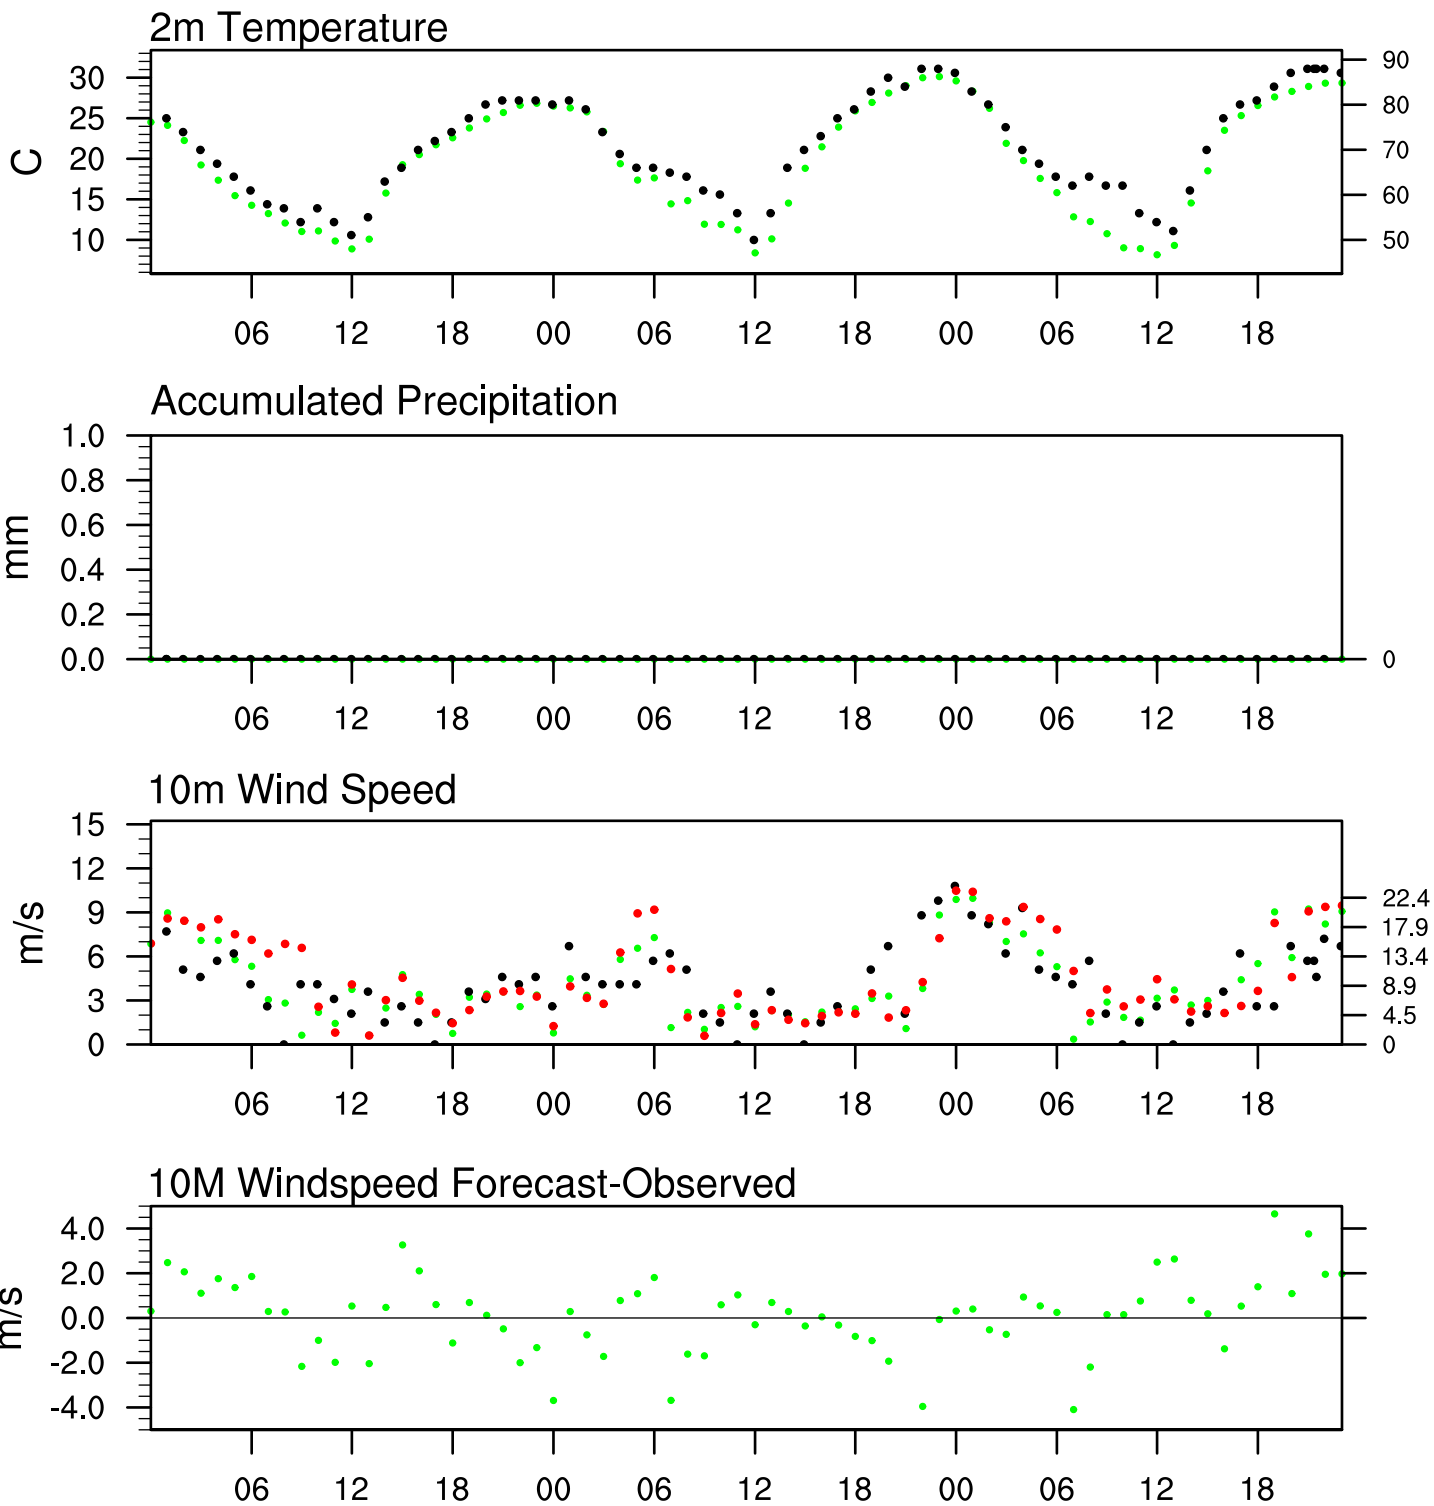 2m Temperature
30
25
20
15
10
C
90
80
70
60
50
06 12 18 00 06 12 18 00 06 12 18
Accumulated Precipitation
1.0
0.8
0.6
0.4
0.2
0.0
mm
0
06 12 18 00 06 12 18 00 06 12 18
10m Wind Speed
15
12
9
6
3
0
m/s
22.4
17.9
13.4
8.9
4.5
0
06 12 18 00 06 12 18 00 06 12 18
10M Windspeed Forecast-Observed
4.0
2.0
0.0
-2.0
-4.0
m/s
06 12 18 00 06 12 18 00 06 12 18